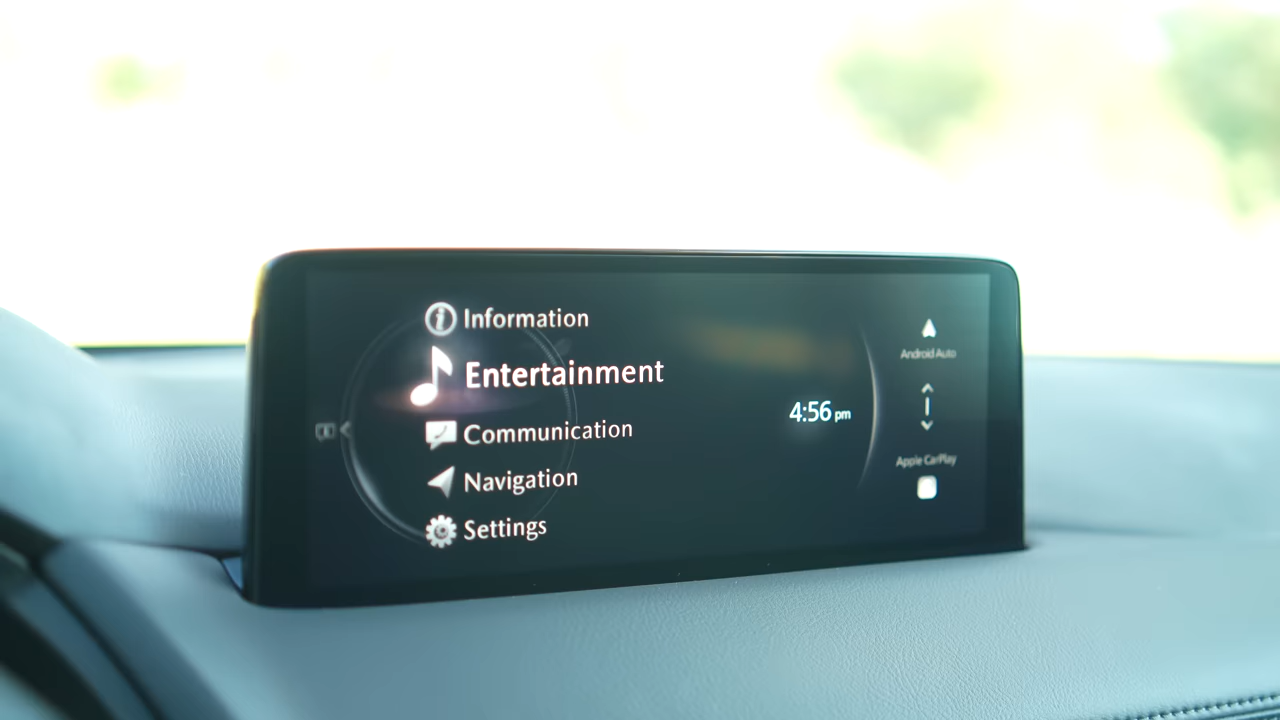 Information
Entertainment
Communication
Navigation
Settings
4:56 pm
Android Auto
Apple CarPlay